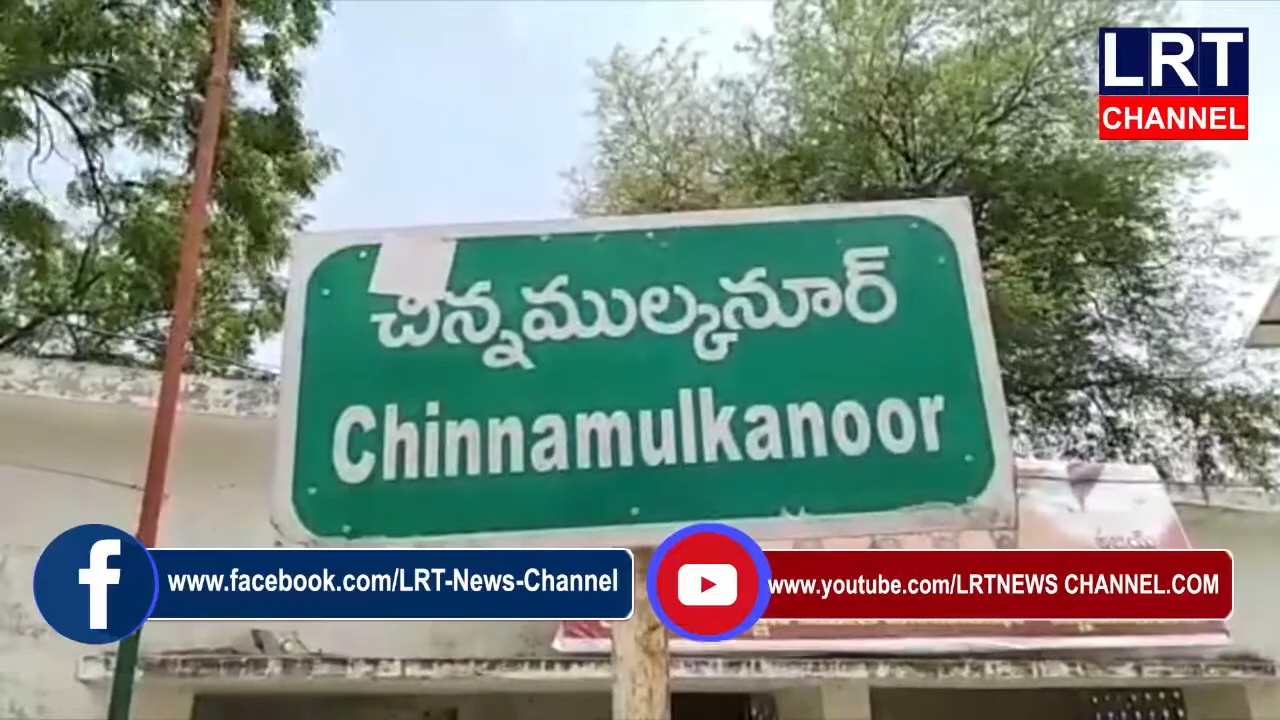 LRT
CHANNEL
చిన్నముల్కనూర్
Chinnamulkanoor
www.facebook.com/LRT-News-Channel
www.youtube.com/LRTNEWS CHANNEL.COM